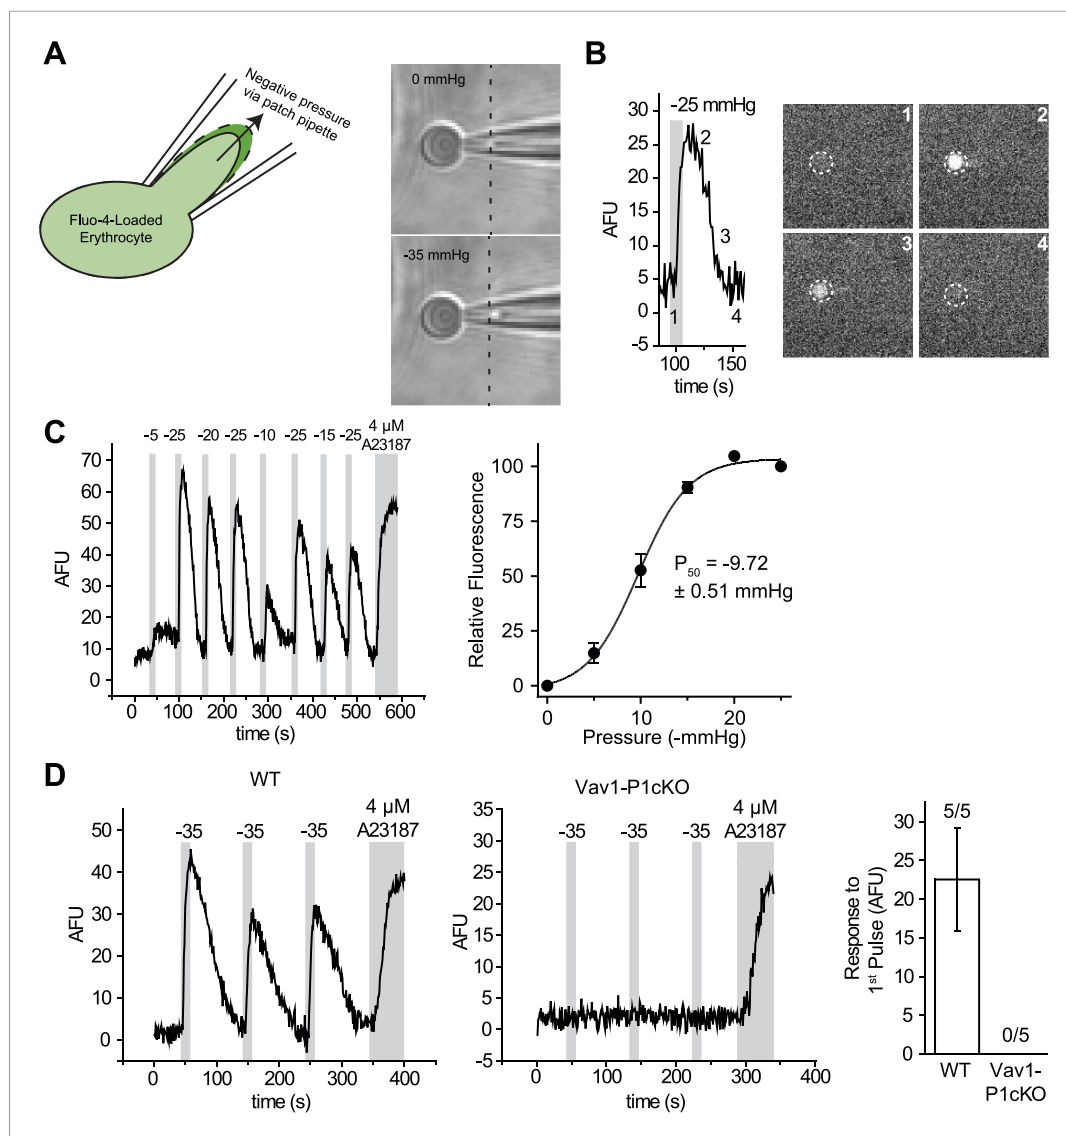 A
Negative pressure
via patch pipette
Fluo-4-Loaded
Erythrocyte
0 mmHg
-35 mmHg
B
-25 mmHg
AFU
35
30
25
20
15
10
5
0
-5
1
2
3
4
100
150
time (s)
1
2
3
4
C
-5
-25
-20
-25
-10
-25
-15
-25
4 µM
A23187
AFU
70
60
50
40
30
20
10
0
0
100
200
300
400
500
600
time (s)
Relative Fluorescence
100
75
50
25
0
P50 = -9.72
± 0.51 mmHg
0
10
20
Pressure (-mmHg)
D
WT
4 µM
A23187
-35
-35
-35
AFU
50
40
30
20
10
0
0
100
200
300
400
time (s)
Vav1-P1cKO
4 µM
A23187
-35
-35
-35
AFU
35
30
25
20
15
10
5
0
-5
0
100
200
300
400
time (s)
Response to
1st Pulse (AFU)
30
25
20
15
10
5
0
5/5
0/5
WT
Vav1-
P1cKO